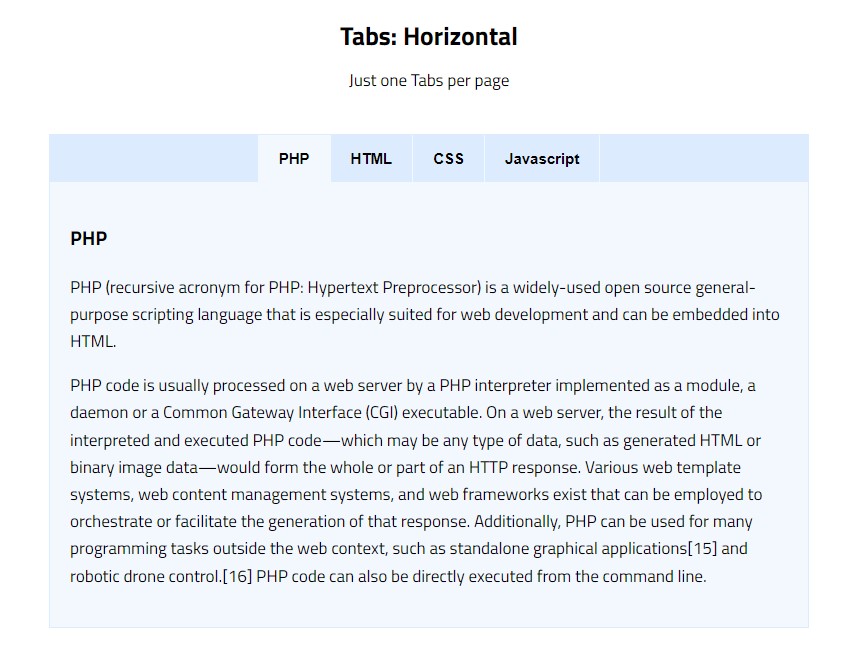 Tabs: Horizontal
Just one Tabs per page
PHP HTML CSS Javascript
PHP
PHP (recursive acronym for PHP: Hypertext Preprocessor) is a widely-used open source general-
purpose scripting language that is especially suited for web development and can be embedded into
HTML.
PHP code is usually processed on a web server by a PHP interpreter implemented as a module, a
daemon or a Common Gateway Interface (CGI) executable. On a web server, the result of the
interpreted and executed PHP code—which may be any type of data, such as generated HTML or
binary image data—would form the whole or part of an HTTP response. Various web template
systems, web content management systems, and web frameworks exist that can be employed to
orchestrate or facilitate the generation of that response. Additionally, PHP can be used for many
programming tasks outside the web context, such as standalone graphical applications[15] and
robotic drone control.[16] PHP code can also be directly executed from the command line.